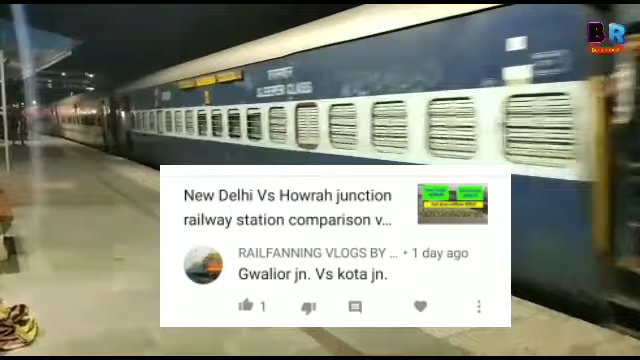 BR
SLEEPER CLASS
New Delhi Vs Howrah junction
railway station comparison v...
RAILFANNING VLOGS BY ... • 1 day ago
Gwalior jn. Vs kota jn.
1